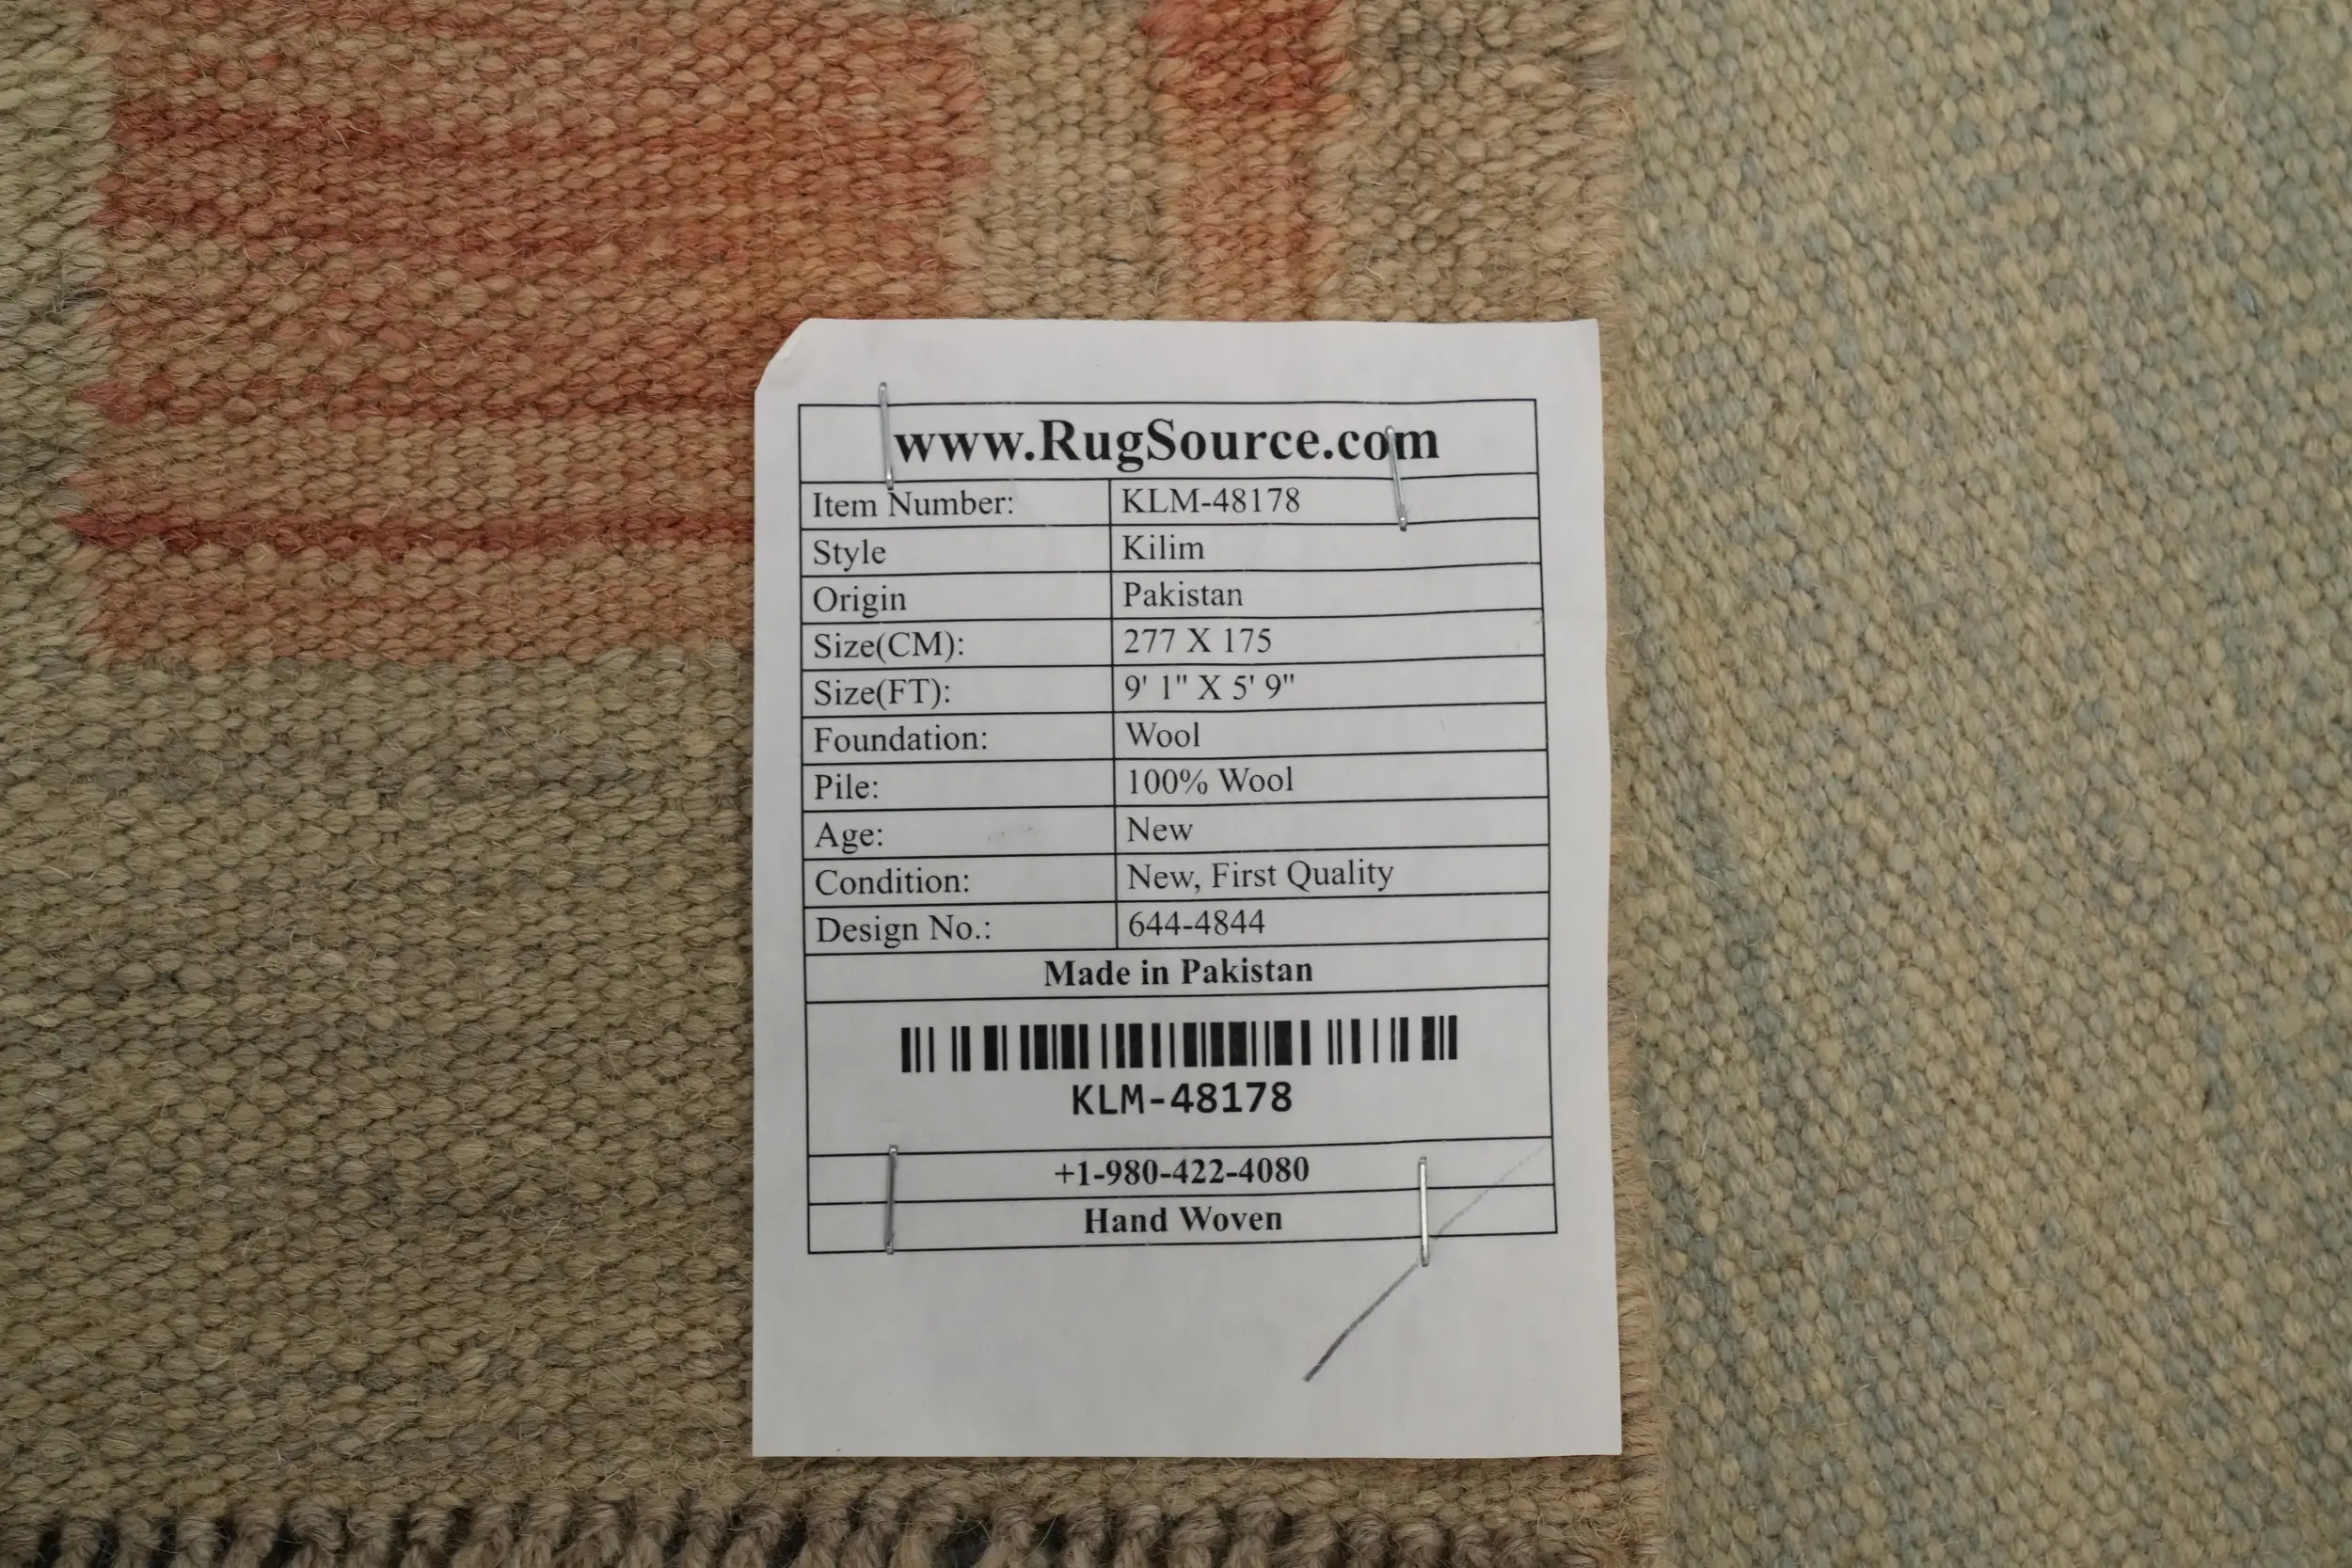 www.RugSource.com
Item Number: KLM-48178
Style Kilim
Origin Pakistan
Size(CM): 277 X 175
Size(FT): 9' 1" X 5' 9"
Foundation: Wool
Pile: 100% Wool
Age: New
Condition: New, First Quality
Design No.: 644-4844
Made in Pakistan
KLM-48178
+1-980-422-4080
Hand Woven